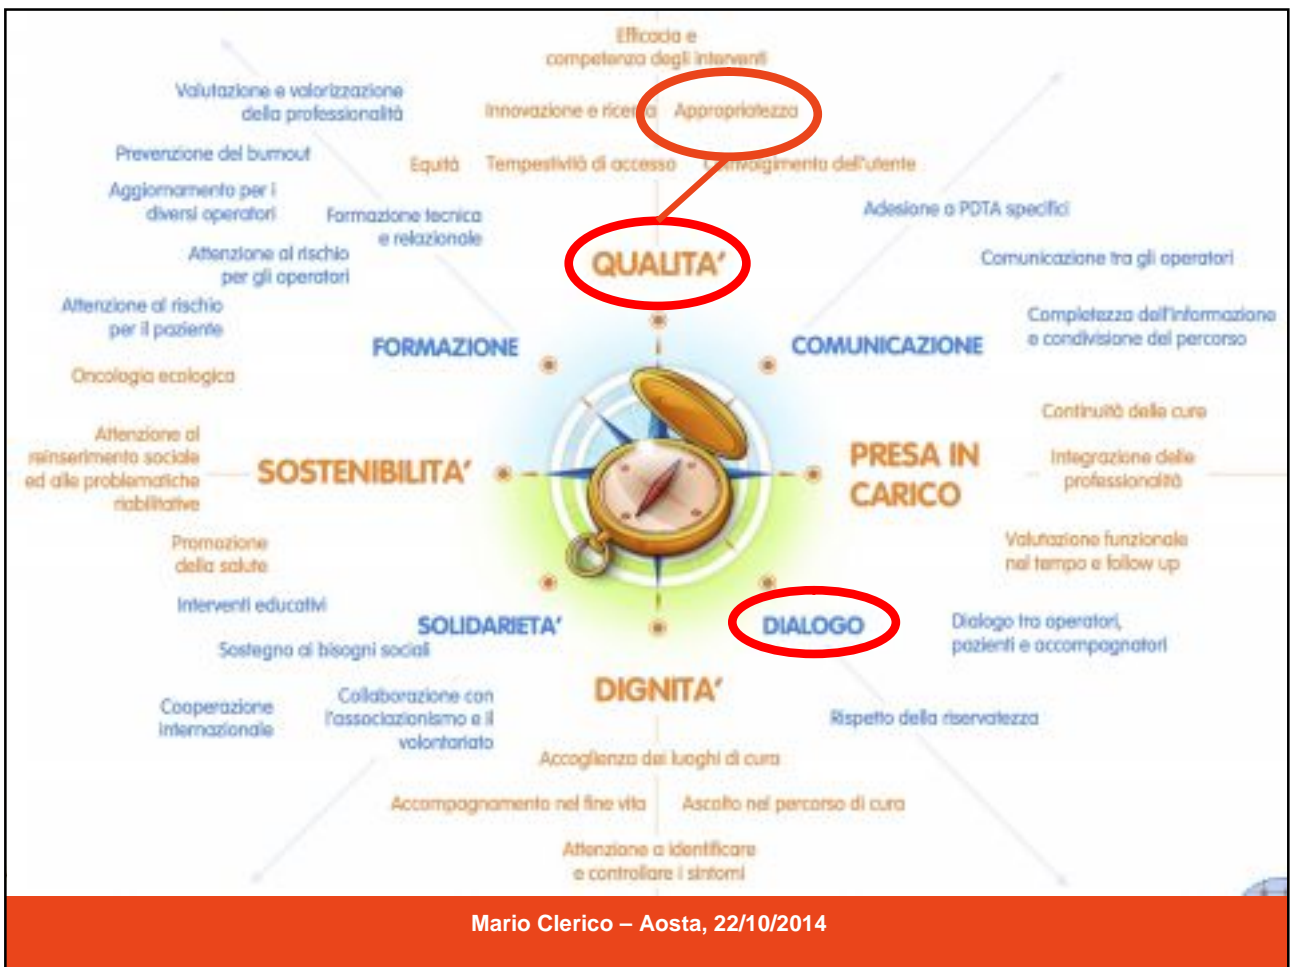 Efficacia e
competenza degli interventi
Innovazione e ricerca
Appropriatezza
Equità
Tempestività di accesso
Coinvolgimento dell'utente
QUALITA'
Valutazione e valorizzazione
della professionalità
Prevenzione del burnout
Aggiornamento per i
diversi operatori
Formazione tecnica
e relazionale
Attenzione al rischio
per gli operatori
Attenzione al rischio
per il paziente
FORMAZIONE
Adesione a PDTA specifici
Comunicazione tra gli operatori
Completezza dell'informazione
e condivisione del percorso
COMUNICAZIONE
Oncologia ecologica
Attenzione al
reinserimento sociale
ed alle problematiche
riabilitative
SOSTENIBILITA'
Promozione
della salute
PRESA IN
CARICO
Continuità delle cure
Integrazione delle
professionalità
Valutazione funzionale
nel tempo e follow up
Interventi educativi
SOLIDARIETA'
Sostegno ai bisogni sociali
Cooperazione
internazionale
Collaborazione con
l'associazionismo e il
volontariato
DIALOGO
Dialogo tra operatori,
pazienti e accompagnatori
Rispetto della riservatezza
DIGNITA'
Accoglienza dei luoghi di cura
Accompagnamento nel fine vita
Ascolto nel percorso di cura
Attenzione a identificare
e controllare i sintomi
Mario Clerico – Aosta, 22/10/2014